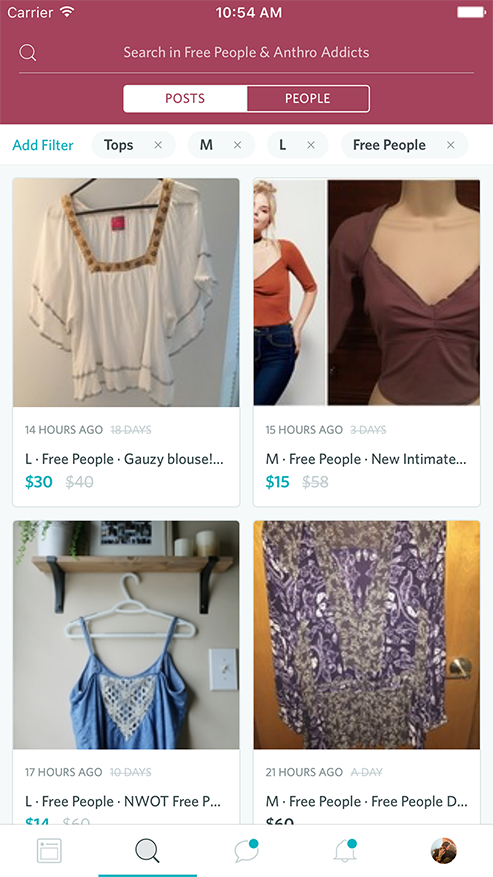 Carrier 10:54 AM
Search in Free People & Anthro Addicts
POSTS PEOPLE
Add Filter Tops × M × L × Free People ×
14 HOURS AGO 18 DAYS
L · Free People · Gauzy blouse!...
$30 $40
15 HOURS AGO 3 DAYS
M · Free People · New Intimate...
$15 $58
17 HOURS AGO 10 DAYS
L · Free People · NWOT Free P...
$14 $60
21 HOURS AGO A DAY
M · Free People · Free People D...
$60